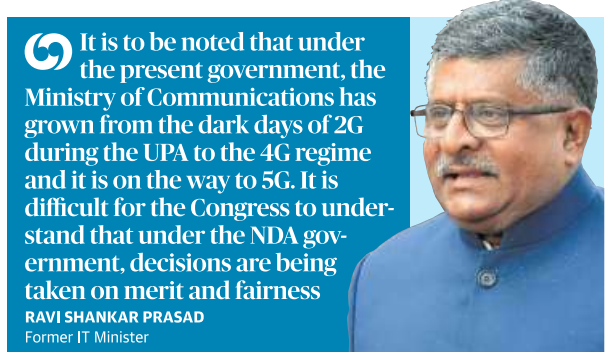 It is to be noted that under
the present government, the
Ministry of Communications has
grown from the dark days of 2G
during the UPA to the 4G regime
and it is on the way to 5G. It is
difficult for the Congress to under-
stand that under the NDA gov-
ernment, decisions are being
taken on merit and fairness
RAVI SHANKAR PRASAD
Former IT Minister